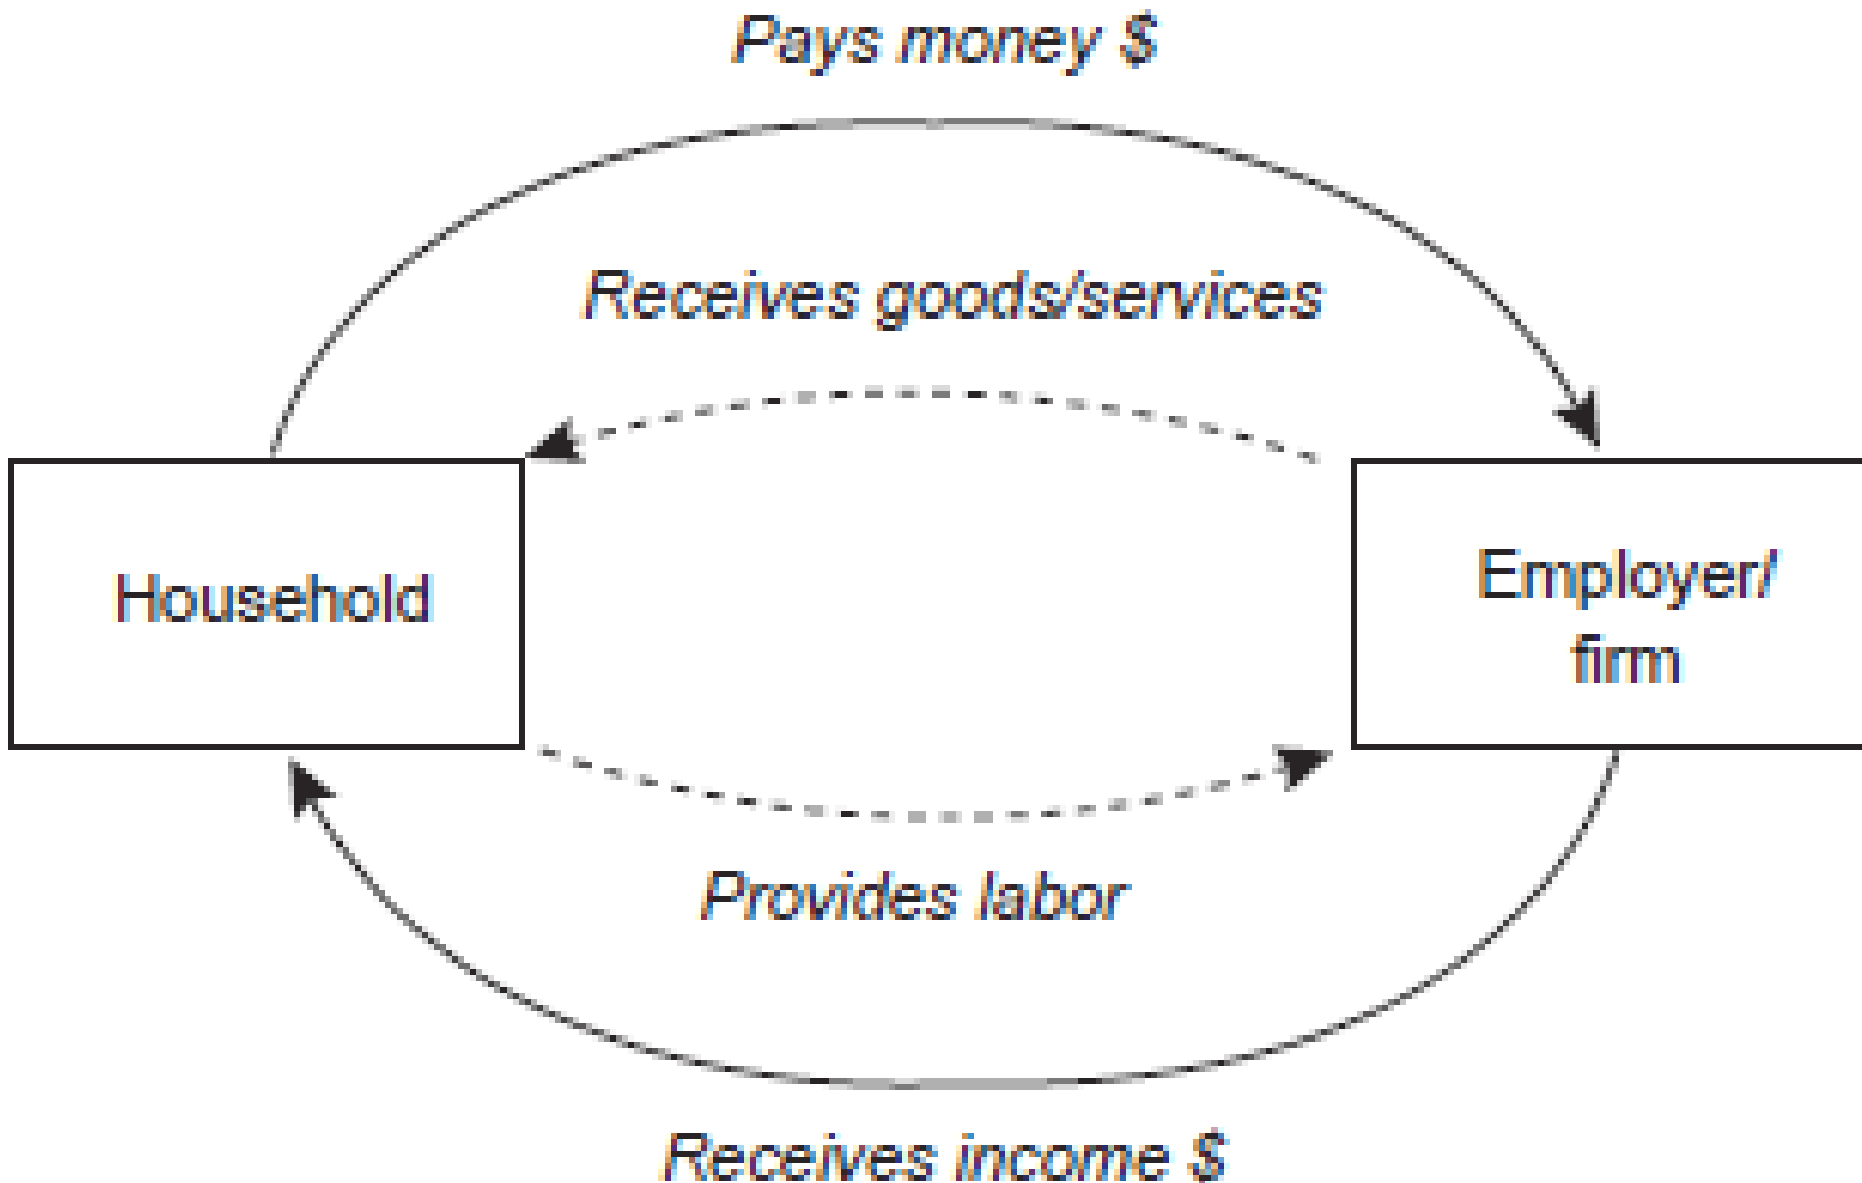 Pays money $
Receives goods/services
Household
Employer/
firm
Provides labor
Receives income $